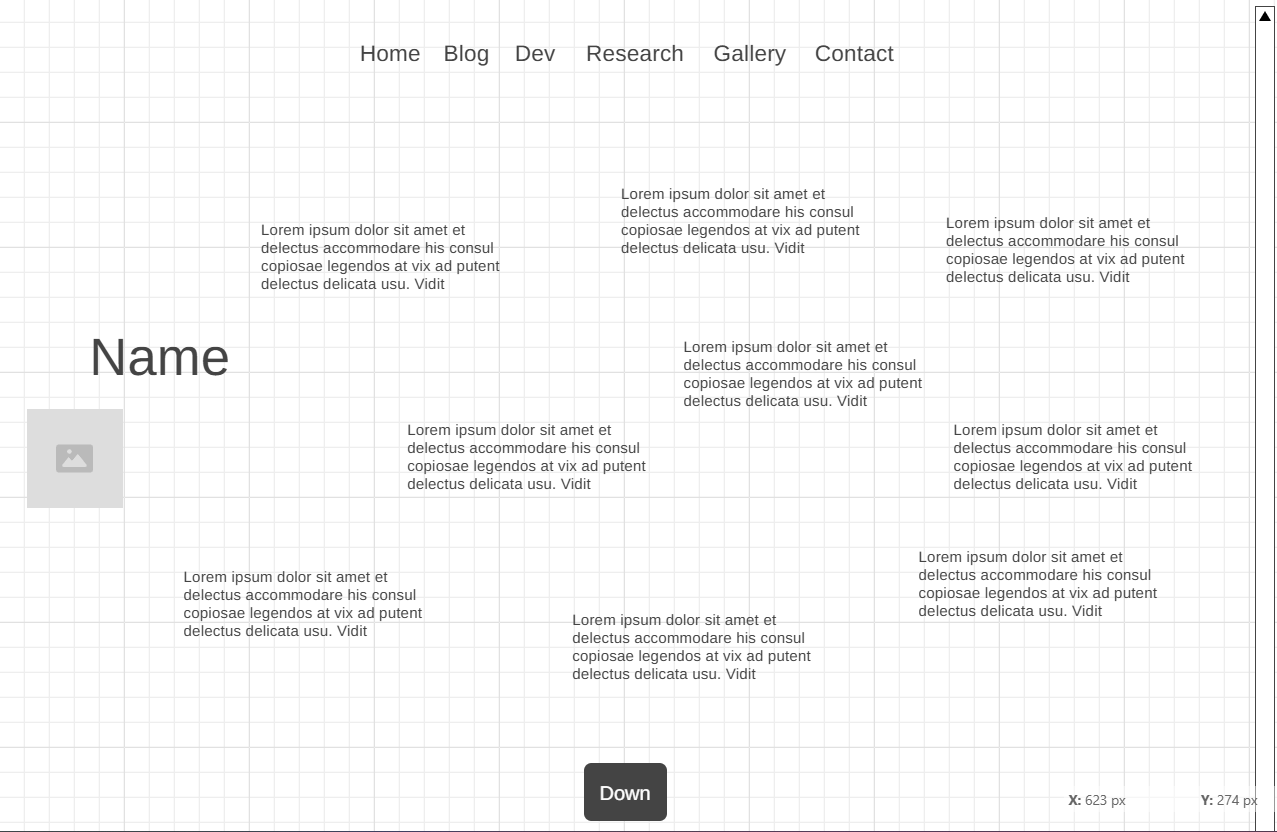 Home Blog Dev Research Gallery Contact
Lorem ipsum dolor sit amet et
delectus accommodare his consul
copiosae legendos at vix ad putent
delectus delicata usu. Vidit
Lorem ipsum dolor sit amet et
delectus accommodare his consul
copiosae legendos at vix ad putent
delectus delicata usu. Vidit
Lorem ipsum dolor sit amet et
delectus accommodare his consul
copiosae legendos at vix ad putent
delectus delicata usu. Vidit
Name
Lorem ipsum dolor sit amet et
delectus accommodare his consul
copiosae legendos at vix ad putent
delectus delicata usu. Vidit
Lorem ipsum dolor sit amet et
delectus accommodare his consul
copiosae legendos at vix ad putent
delectus delicata usu. Vidit
Lorem ipsum dolor sit amet et
delectus accommodare his consul
copiosae legendos at vix ad putent
delectus delicata usu. Vidit
Lorem ipsum dolor sit amet et
delectus accommodare his consul
copiosae legendos at vix ad putent
delectus delicata usu. Vidit
Lorem ipsum dolor sit amet et
delectus accommodare his consul
copiosae legendos at vix ad putent
delectus delicata usu. Vidit
Lorem ipsum dolor sit amet et
delectus accommodare his consul
copiosae legendos at vix ad putent
delectus delicata usu. Vidit
Down
X: 623 px Y: 274 px